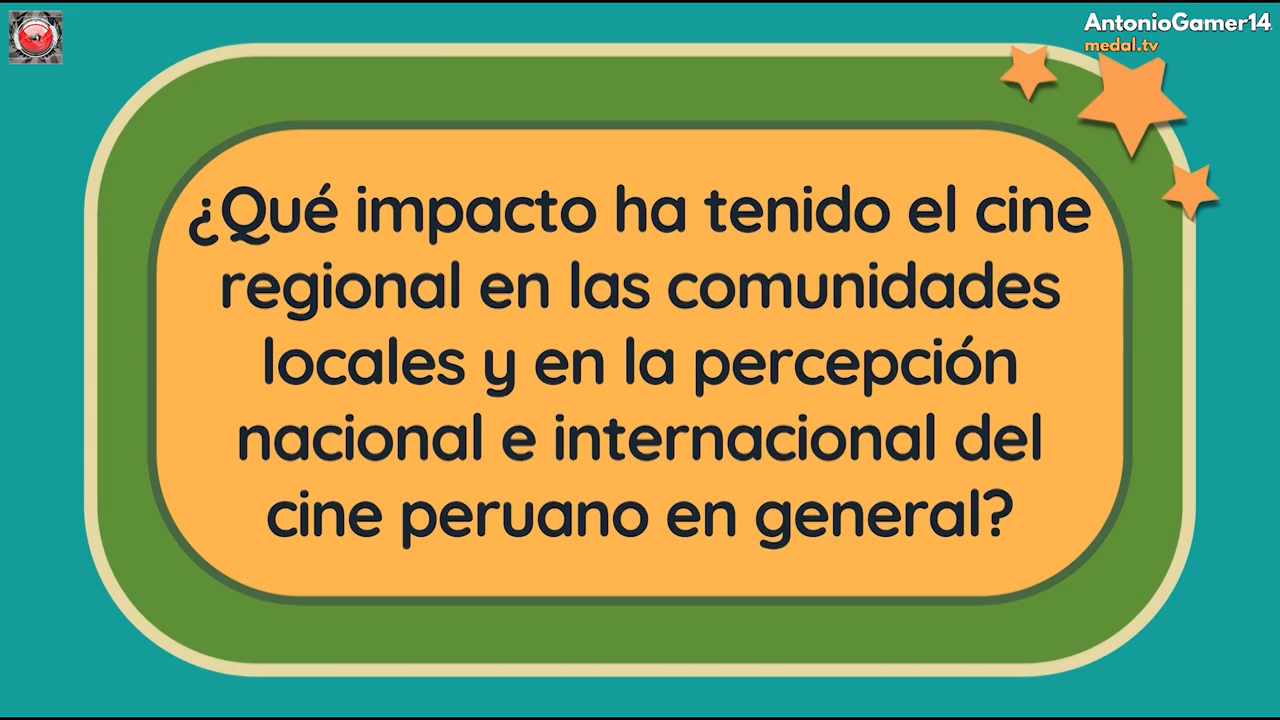 AntonioGamer14
medal.tv
¿Qué impacto ha tenido el cine
regional en las comunidades
locales y en la percepción
nacional e internacional del
cine peruano en general?